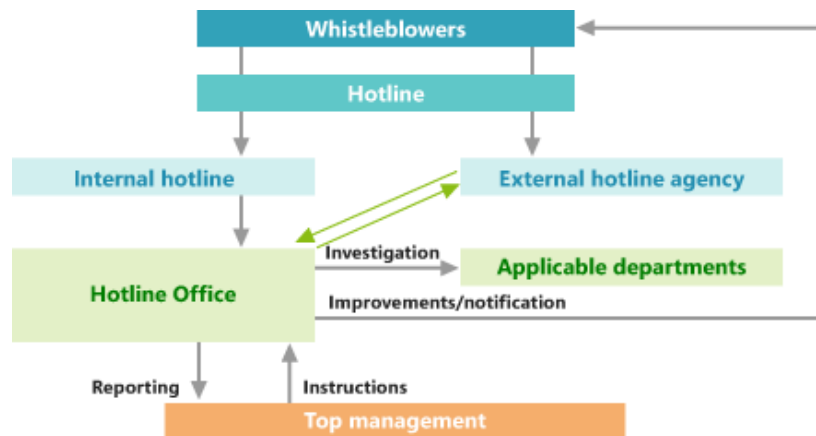 Whistleblowers
Hotline
Internal hotline
External hotline agency
Investigation
Applicable departments
Hotline Office
Improvements/notification
Reporting
Instructions
Top management